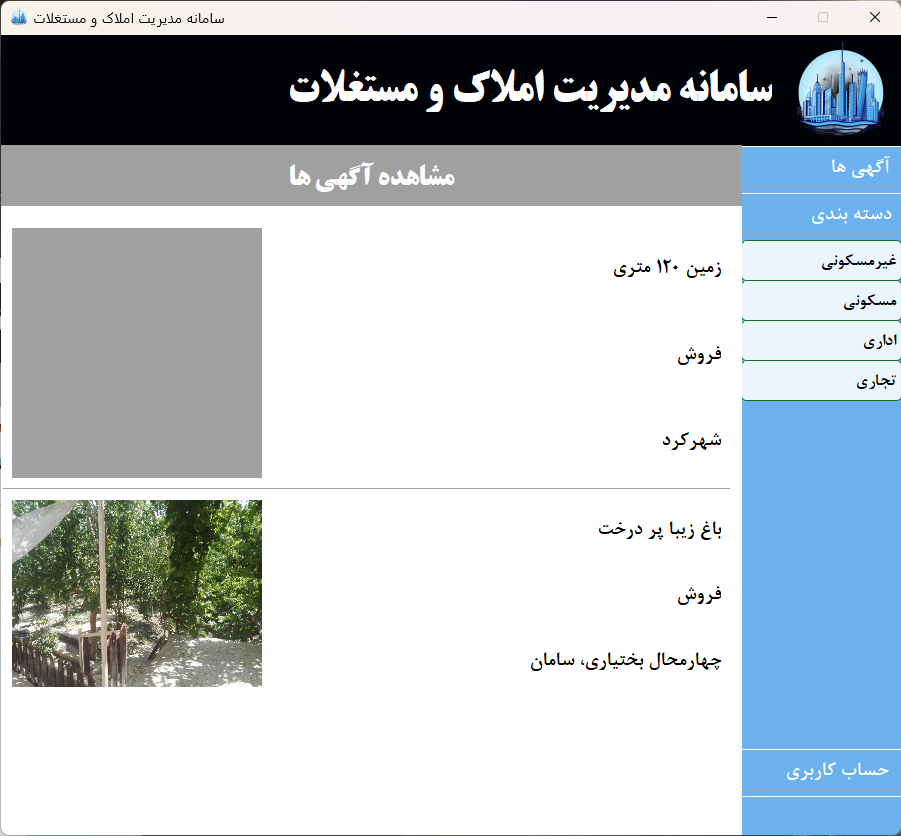 سامانه مدیریت املاک و مستغلات
سامانه مدیریت املاک و مستغلات
آگهی ها
دسته بندی
غیرمسکونی
مسکونی
اداری
تجاری
حساب کاربری
مشاهده آگهی ها
زمین ۱۲۰ متری
فروش
شهرکرد
باغ زیبا پر درخت
فروش
چهارمحال بختیاری، سامان